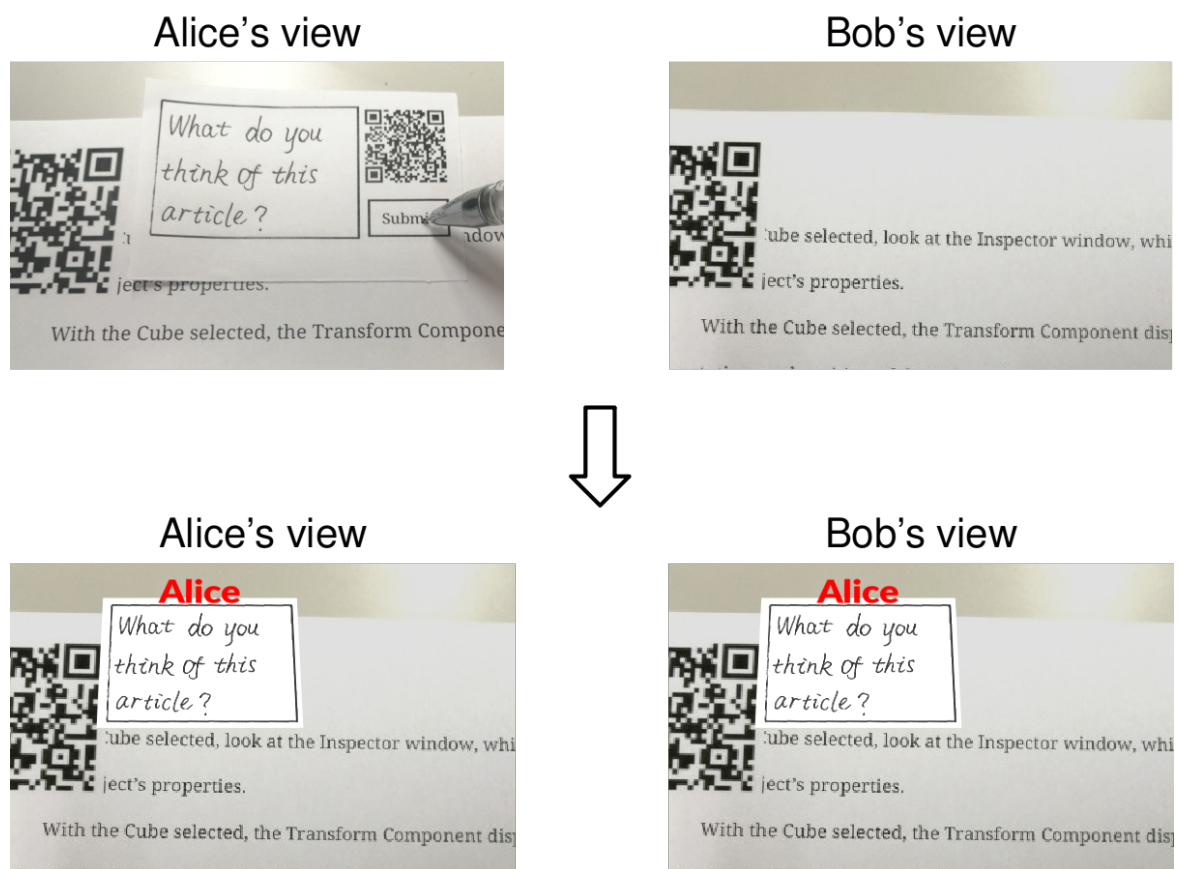 Alice's view
Bob's view
What do you
think of this
article?
Submi
ject's properties.
With the Cube selected, the Transform Compone
ube selected, look at the Inspector window, whi
ject's properties.
With the Cube selected, the Transform Component disp
Alice's view
Bob's view
Alice
What do you
think of this
article?
ube selected, look at the Inspector window, whi
ject's properties.
With the Cube selected, the Transform Component disp
Alice
What do you
think of this
article?
ube selected, look at the Inspector window, whi
ject's properties.
With the Cube selected, the Transform Component disp